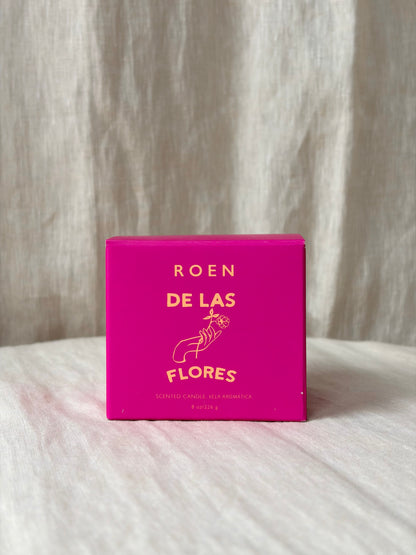 ROEN
DE LAS
FLORES
SCENTED CANDLE. VELA AROMÁTICA
8 oz/226 g